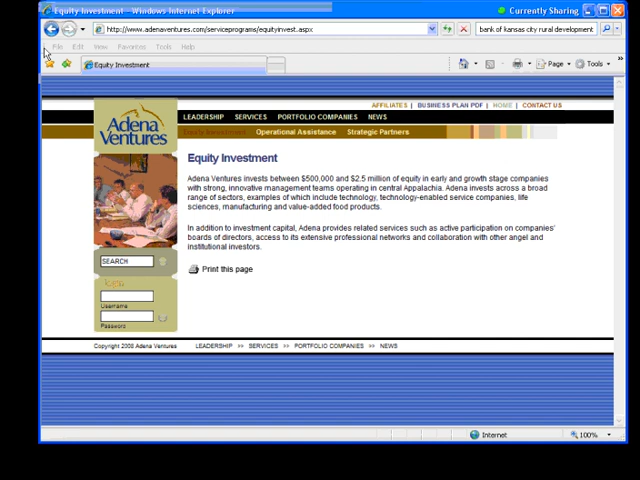 Equity Investment - Windows Internet Explorer
Currently Sharing
http://www.adenaventures.com/serviceprograms/equityinvest.aspx
bank of kansas city rural development
File Edit View Favorites Tools Help
Equity Investment
Page Tools
AFFILIATES | BUSINESS PLAN PDF | HOME | CONTACT US
Adena
Ventures
LEADERSHIP SERVICES PORTFOLIO COMPANIES NEWS
Equity Investment Operational Assistance Strategic Partners
Equity Investment
Adena Ventures invests between $500,000 and $2.5 million of equity in early and growth stage companies
with strong, innovative management teams operating in central Appalachia. Adena invests across a broad
range of sectors, examples of which include technology, technology-enabled service companies, life
sciences, manufacturing and value-added food products.
In addition to investment capital, Adena provides related services such as active participation on companies'
boards of directors, access to its extensive professional networks and collaboration with other angel and
institutional investors.
Print this page
SEARCH
login
Username
Password
Copyright 2008 Adena Ventures LEADERSHIP >> SERVICES >> PORTFOLIO COMPANIES >> NEWS
Internet 100%